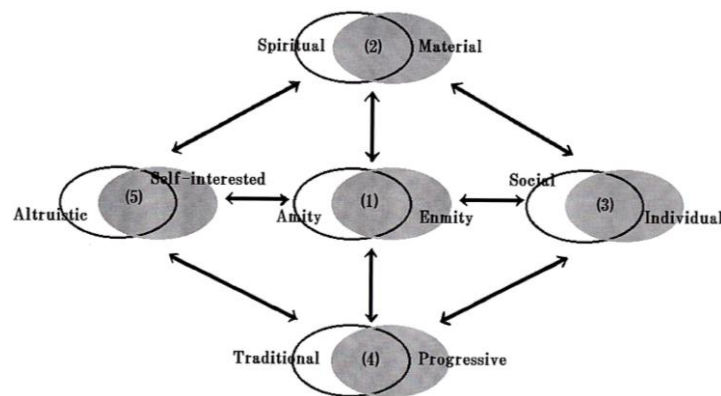 Spiritual (2) Material
Self-interested
(5)
Altruistic
Amity (1) Enmity
Social
(3)
Individual
Traditional (4) Progressive